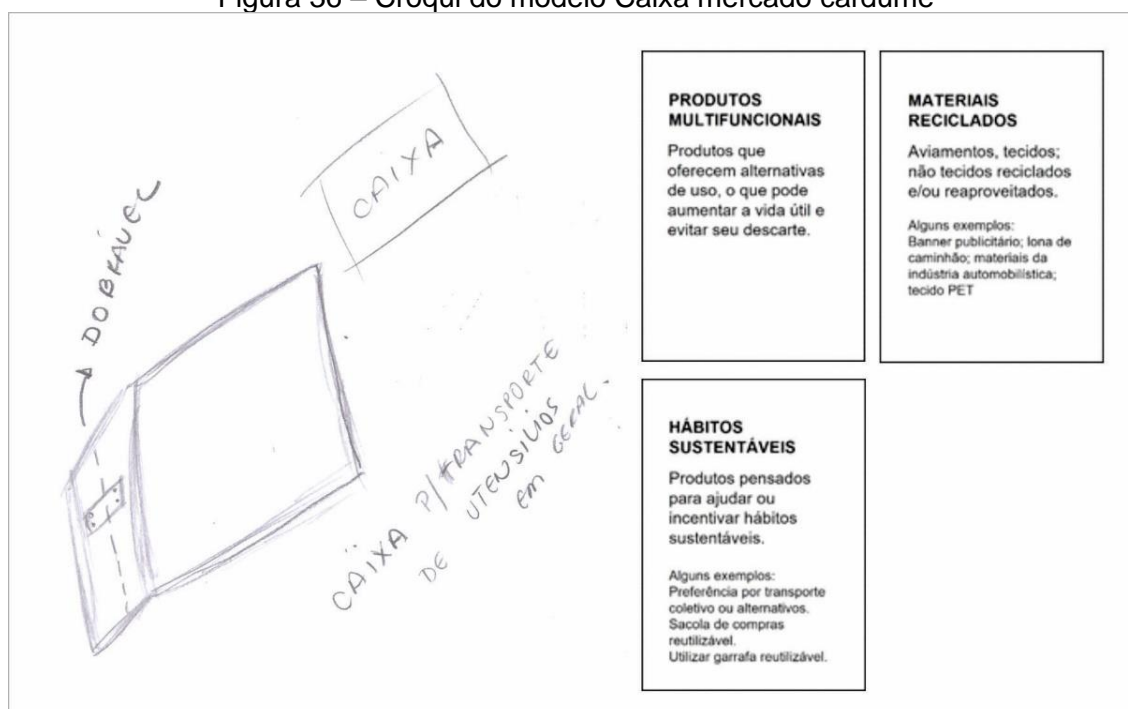 Figura 36 – Croqui do modelo Caixa mercado cardume
CAIXA
DOBRÁVEL
CAIXA P/ TRANSPORTE
DE UTENSILIOS
EM GERAL.
PRODUTOS
MULTIFUNCIONAIS
Produtos que
oferecem alternativas
de uso, o que pode
aumentar a vida útil e
evitar seu descarte.
MATERIAIS
RECICLADOS
Aviamentos, tecidos;
não tecidos reciclados
e/ou reaproveitados.
Alguns exemplos:
Banner publicitário; lona de
caminhão; materiais da
indústria automobilística;
tecido PET
HÁBITOS
SUSTENTÁVEIS
Produtos pensados
para ajudar ou
incentivar hábitos
sustentáveis.
Alguns exemplos:
Preferência por transporte
coletivo ou alternativos.
Sacola de compras
reutilizável.
Utilizar garrafa reutilizável.